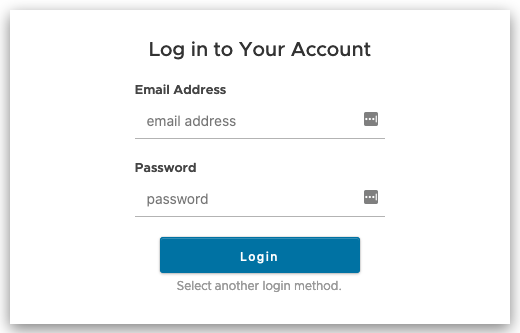 Log in to Your Account
Email Address
email address
Password
password
Login
Select another login method.